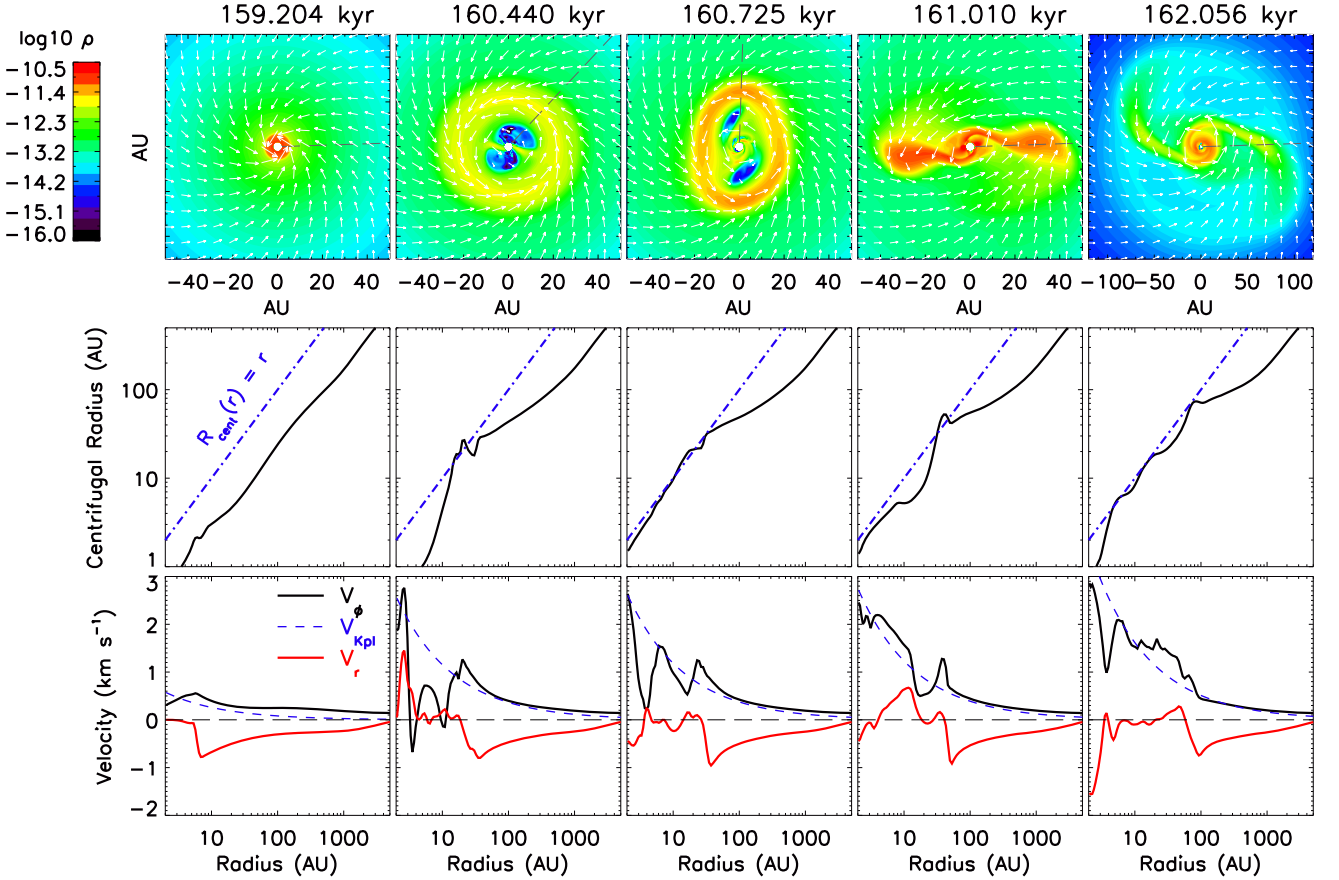 159.204 kyr
160.440 kyr
160.725 kyr
161.010 kyr
162.056 kyr
log10 ρ
−10.5
−11.4
−12.3
−13.2
−14.2
−15.1
−16.0
AU
−40 −20 0 20 40
−40 −20 0 20 40
−40 −20 0 20 40
−40 −20 0 20 40
−100 −50 0 50 100
AU
AU
AU
AU
AU
Centrifugal Radius (AU)
100
10
1
R_cent(r) = r
Velocity (km s⁻¹)
3
2
1
0
−1
−2
V_ϕ
V_Kpl
V_r
10 100 1000
10 100 1000
10 100 1000
10 100 1000
10 100 1000
Radius (AU)
Radius (AU)
Radius (AU)
Radius (AU)
Radius (AU)